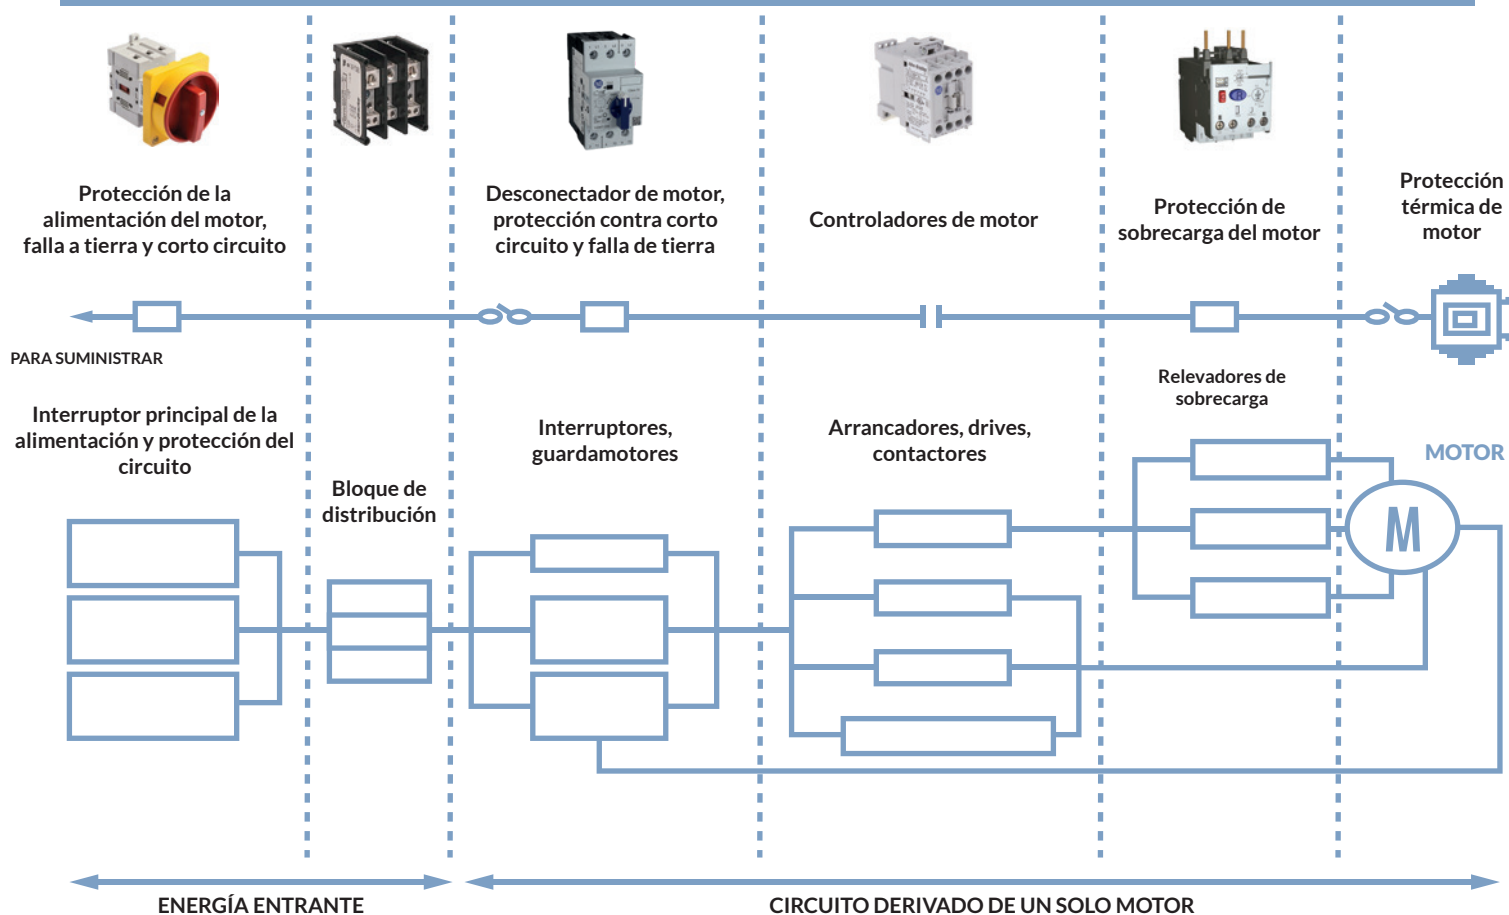 Protección de la
alimentación del motor,
falla a tierra y corto circuito
Desconectador de motor,
protección contra corto
circuito y falla de tierra
Controladores de motor
Protección de
sobrecarga del motor
Protección
térmica de
motor
PARA SUMINISTRAR
Interruptor principal de la
alimentación y protección del
circuito
Bloque de
distribución
Interruptores,
guardamotores
Arrancadores, drives,
contactores
Relevadores de
sobrecarga
MOTOR
M
ENERGÍA ENTRANTE
CIRCUITO DERIVADO DE UN SOLO MOTOR